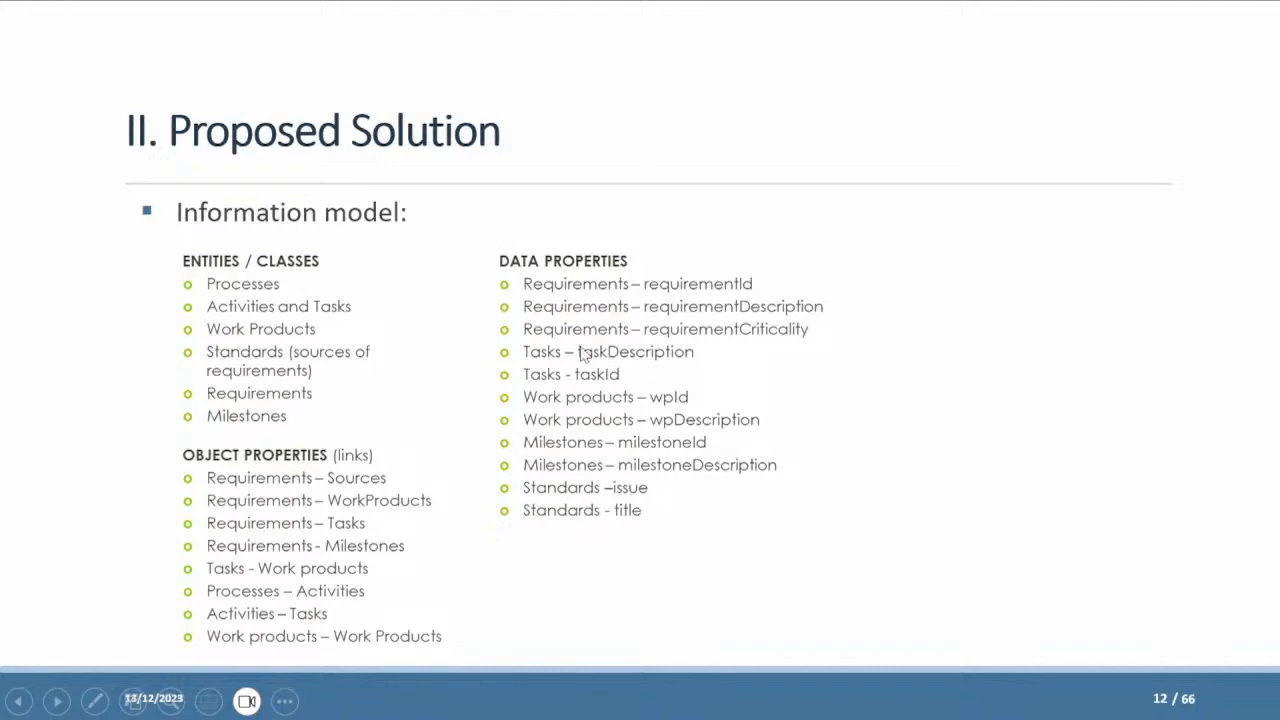 II. Proposed Solution
Information model:
ENTITIES / CLASSES
Processes
Activities and Tasks
Work Products
Standards (sources of
requirements)
Requirements
Milestones
OBJECT PROPERTIES (links)
Requirements – Sources
Requirements – WorkProducts
Requirements – Tasks
Requirements - Milestones
Tasks - Work products
Processes – Activities
Activities – Tasks
Work products – Work Products
DATA PROPERTIES
Requirements – requirementId
Requirements – requirementDescription
Requirements – requirementCriticality
Tasks – taskDescription
Tasks - taskId
Work products – wpId
Work products – wpDescription
Milestones – milestoneId
Milestones – milestoneDescription
Standards –issue
Standards - title
13/12/2023
12 / 66